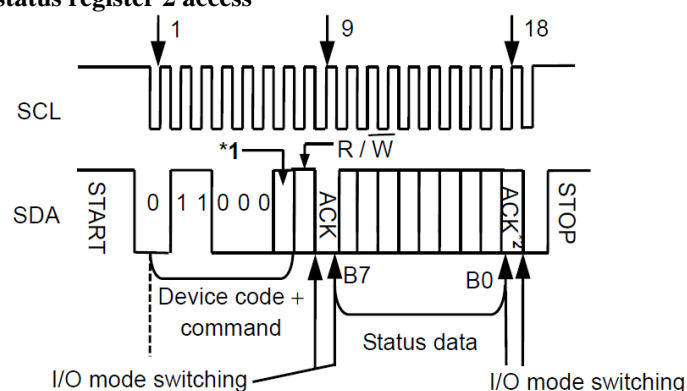 status register 2 access
1
9
18
SCL
*1
R / W
SDA
START
0 1 1 0 0 0
ACK
ACK*2
STOP
B7
B0
Device code +
command
Status data
I/O mode switching
I/O mode switching